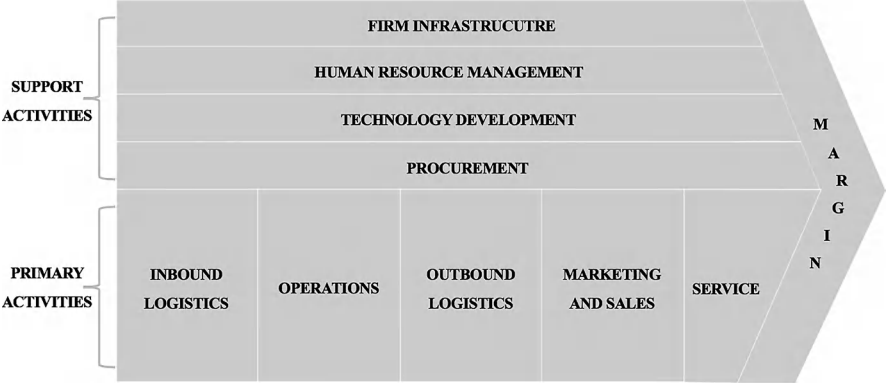 FIRM INFRASTRUCUTRE
HUMAN RESOURCE MANAGEMENT
SUPPORT
ACTIVITIES
TECHNOLOGY DEVELOPMENT
PROCUREMENT
MARGIN
PRIMARY
ACTIVITIES
INBOUND
LOGISTICS
OPERATIONS
OUTBOUND
LOGISTICS
MARKETING
AND SALES
SERVICE